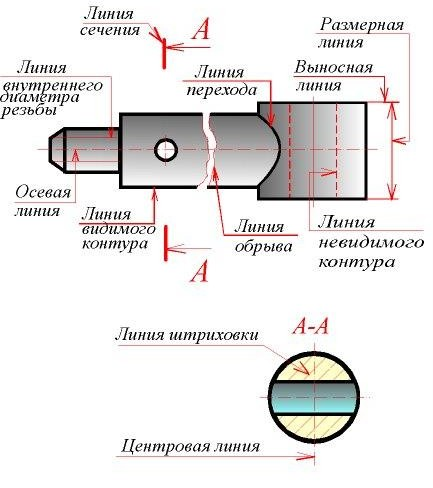 Линия
сечения
А
Размерная
линия
Линия
внутреннего
диаметра
резьбы
Линия
перехода
Выносная
линия
Осевая
линия
Линия
видимого
контура
А
Линия
обрыва
Линия
невидимого
контура
А-А
Линия штриховки
Центровая линия